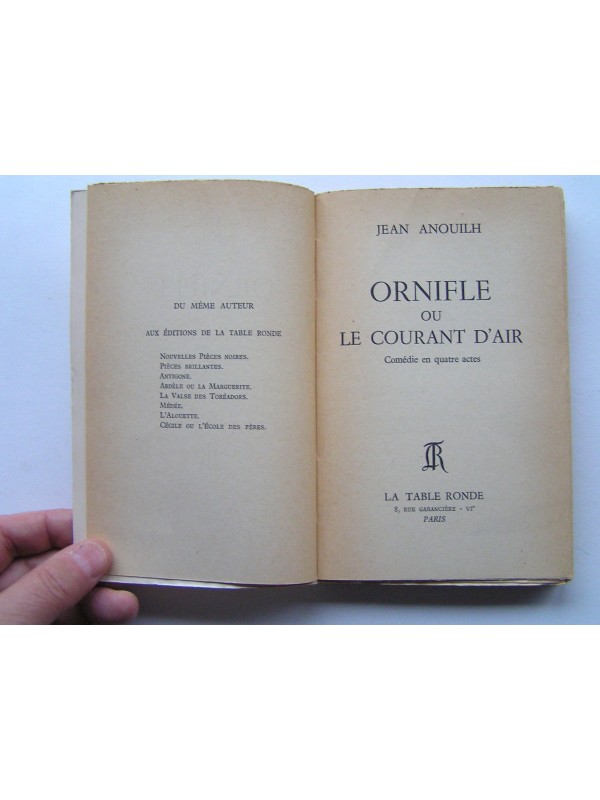 DU MÊME AUTEUR
AUX ÉDITIONS DE LA TABLE RONDE
NOUVELLES PIÈCES NOIRES.
PIÈCES BRILLANTES.
ANTIGONE.
ARDÈLE OU LA MARGUERITE.
LA VALSE DES TORÉADORS.
MÉDÉE.
L'ALOUETTE.
CÉCILE OU L'ÉCOLE DES PÈRES.
JEAN ANOUILH
ORNIFLE
OU
LE COURANT D'AIR
Comédie en quatre actes
TR
LA TABLE RONDE
8, RUE GARANCIÈRE - VIe
PARIS